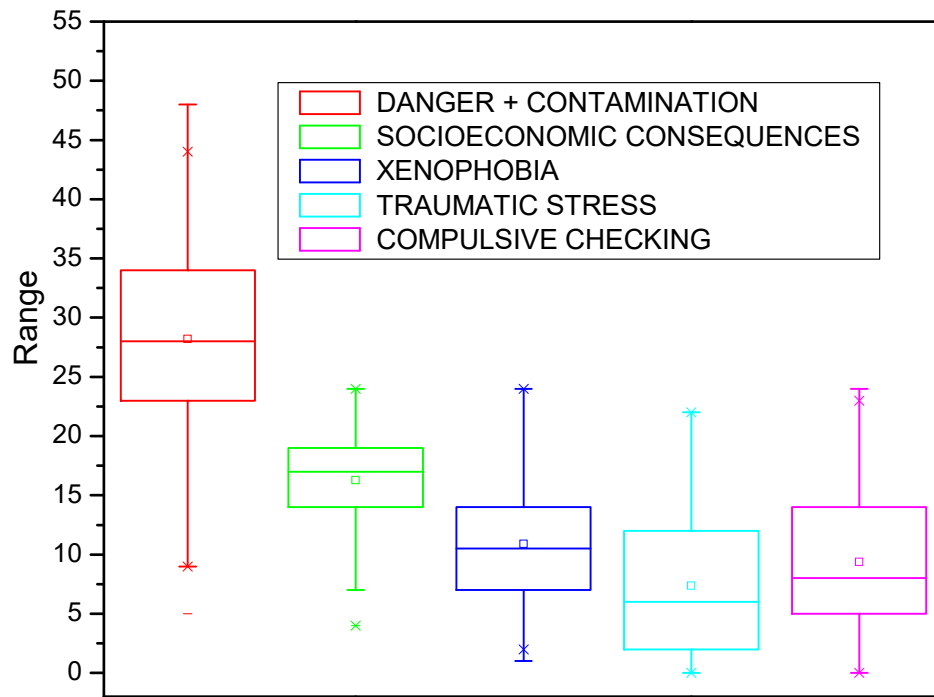 55
50
45
40
35
30
25
20
15
10
5
0
Range
DANGER + CONTAMINATION
SOCIOECONOMIC CONSEQUENCES
XENOPHOBIA
TRAUMATIC STRESS
COMPULSIVE CHECKING